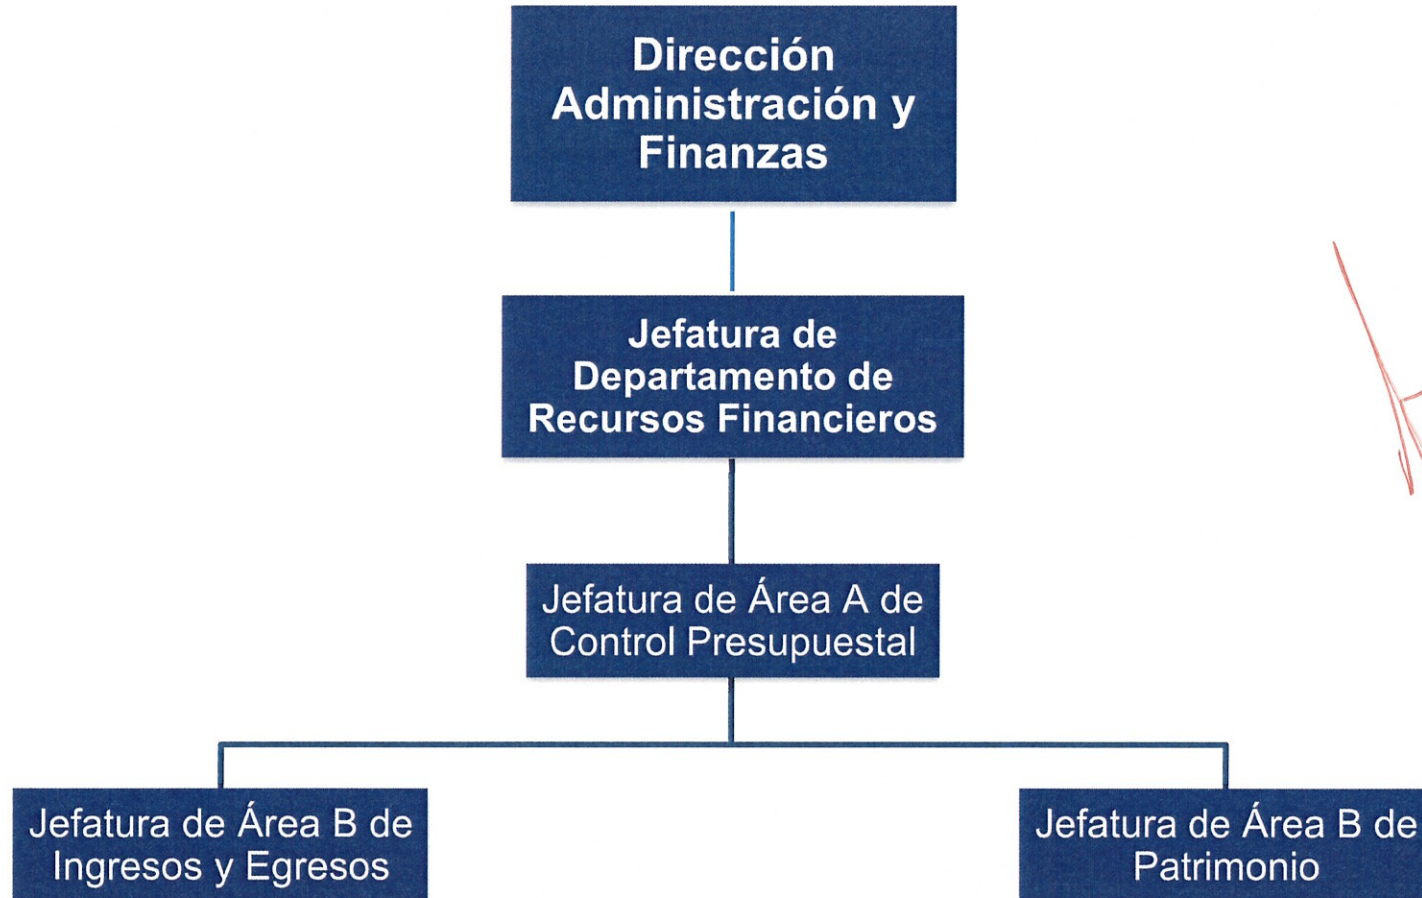 Dirección
Administración y
Finanzas
Jefatura de
Departamento de
Recursos Financieros
Jefatura de Área A de
Control Presupuestal
Jefatura de Área B de
Ingresos y Egresos
Jefatura de Área B de
Patrimonio